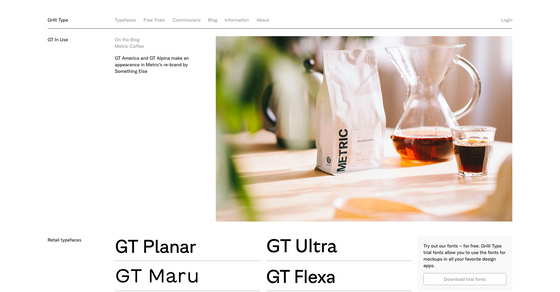 Grilli Type
Typefaces
Free Trials
Commissions
Blog
Information
About
Login
GT In Use
On the Blog
Metric Coffee
GT America and GT Alpina make an
appearance in Metric's re-brand by
Something Else
METRIC
Retail typefaces
GT Planar
GT Ultra
GT Maru
GT Flexa
Try out our fonts – for free. Grilli Type
trial fonts allow you to use the fonts for
mockups in all your favorite design
apps.
Download trial fonts